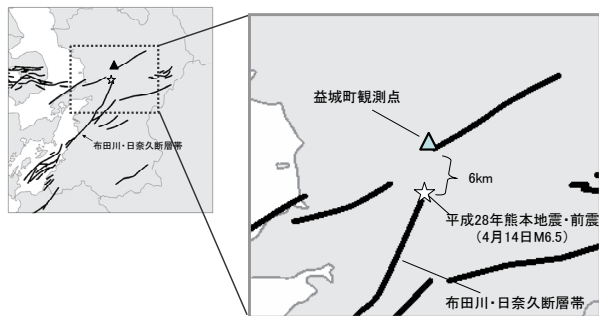 布田川・日奈久断層帯
益城町観測点
6km
平成28年熊本地震・前震
(4月14日M6.5)
布田川・日奈久断層帯